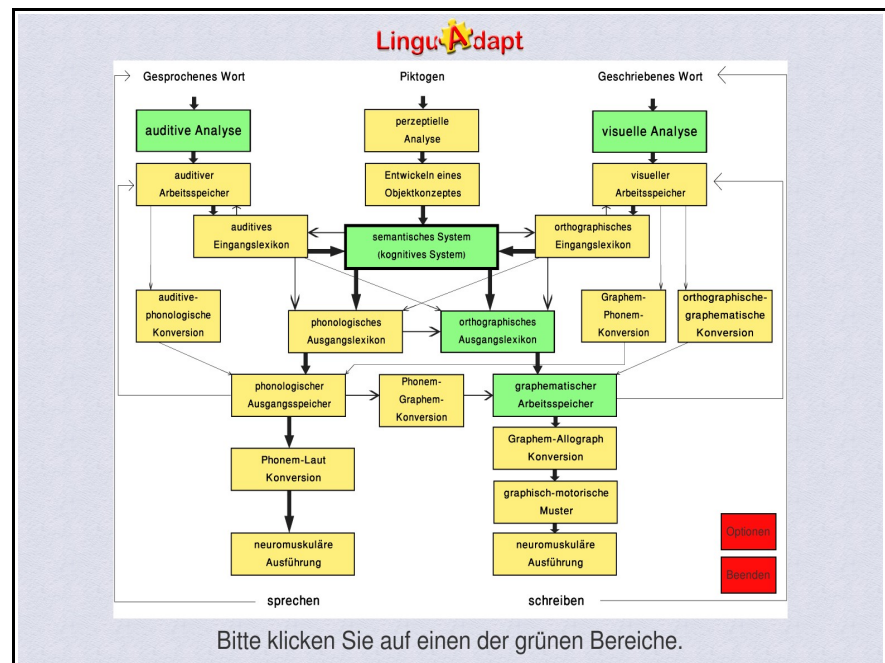 LinguAdapt
Gesprochenes Wort
Piktogen
Geschriebenes Wort
auditive Analyse
perzeptielle
Analyse
visuelle Analyse
auditiver
Arbeitsspeicher
Entwickeln eines
Objektkonzeptes
visueller
Arbeitsspeicher
auditives
Eingangslexikon
semantisches System
(kognitives System)
orthographisches
Eingangslexikon
auditive-
phonologische
Konversion
phonologisches
Ausgangslexikon
orthographisches
Ausgangslexikon
Graphem-
Phonem-
Konversion
orthographische-
graphematische
Konversion
phonologischer
Ausgangsspeicher
Phonem-
Graphem-
Konversion
graphematischer
Arbeitsspeicher
Phonem-Laut
Konversion
Graphem-Allograph
Konversion
graphisch-motorische
Muster
neuromuskuläre
Ausführung
neuromuskuläre
Ausführung
Optionen
Beenden
sprechen
schreiben
Bitte klicken Sie auf einen der grünen Bereiche.